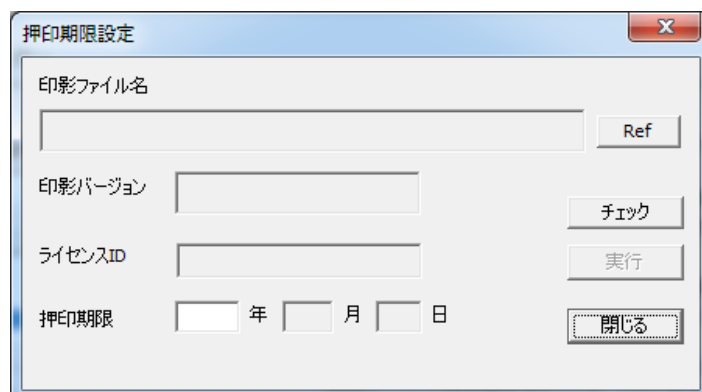 押印期限設定
印影ファイル名
Ref
印影バージョン
チェック
ライセンスID
実行
押印期限 年 月 日
閉じる